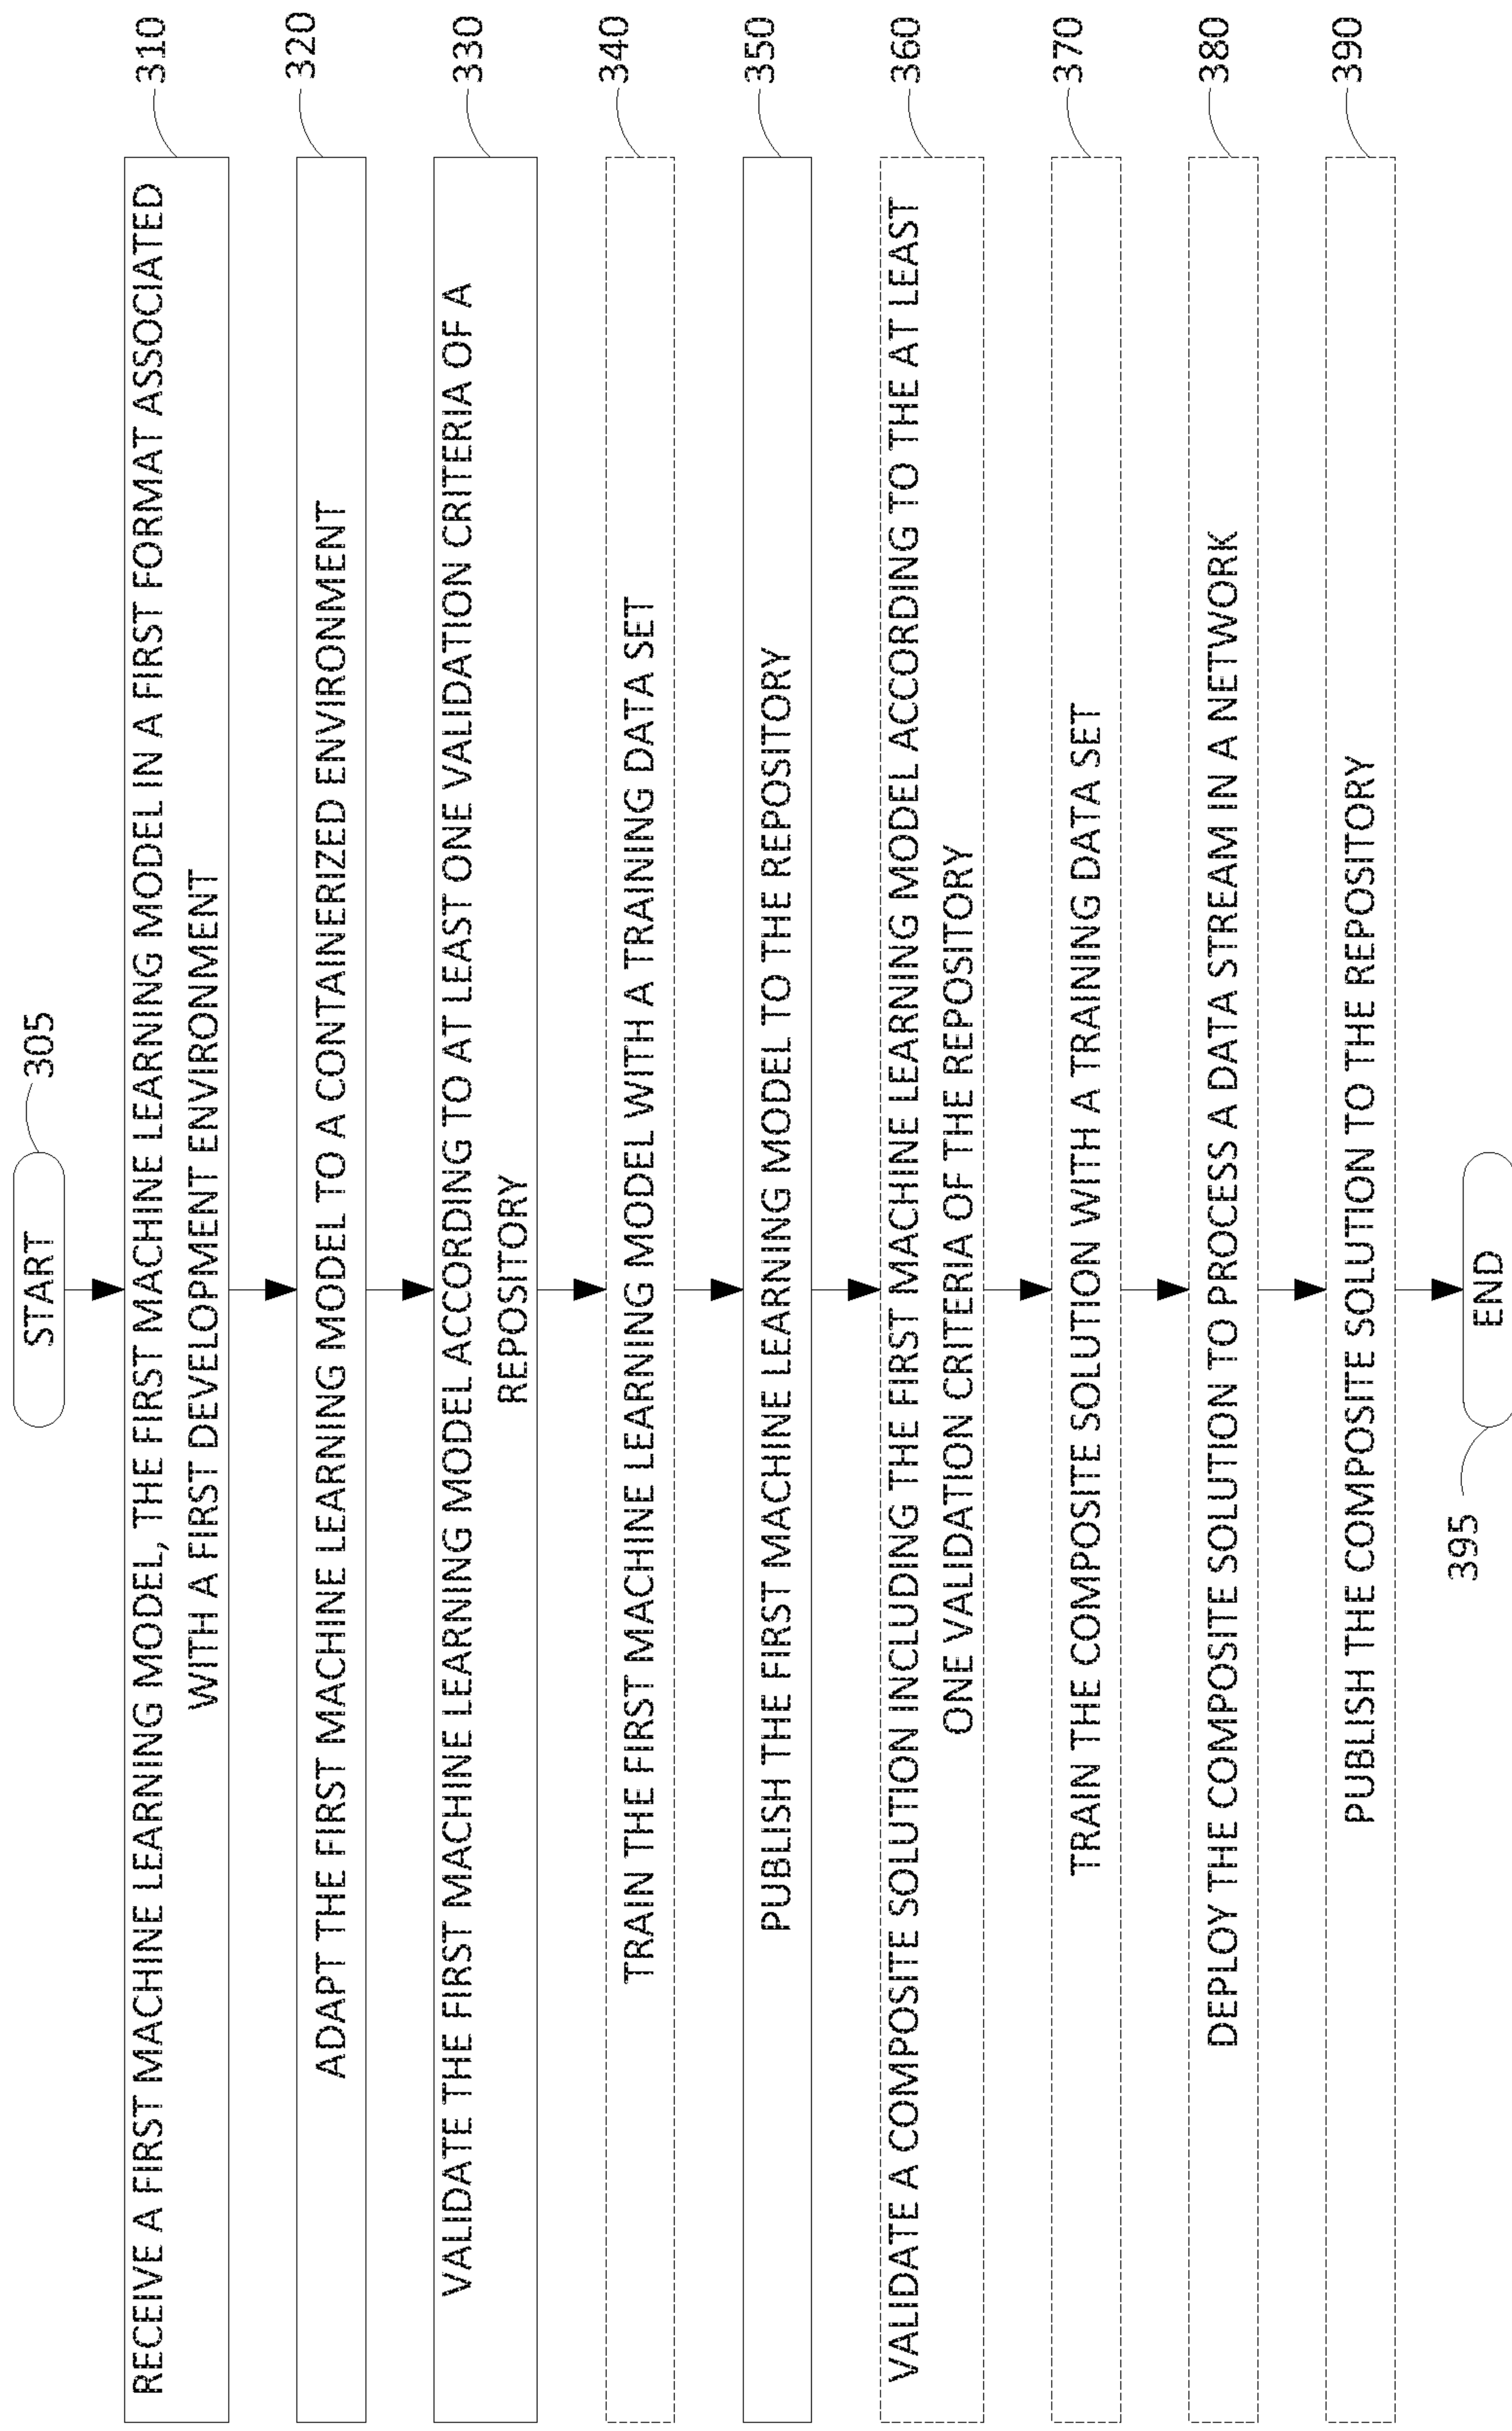 START
305
RECEIVE A FIRST MACHINE LEARNING MODEL, THE FIRST MACHINE LEARNING MODEL IN A FIRST FORMAT ASSOCIATED
WITH A FIRST DEVELOPMENT ENVIRONMENT
310
ADAPT THE FIRST MACHINE LEARNING MODEL TO A CONTAINERIZED ENVIRONMENT
320
VALIDATE THE FIRST MACHINE LEARNING MODEL ACCORDING TO AT LEAST ONE VALIDATION CRITERIA OF A
REPOSITORY
330
TRAIN THE FIRST MACHINE LEARNING MODEL WITH A TRAINING DATA SET
340
PUBLISH THE FIRST MACHINE LEARNING MODEL TO THE REPOSITORY
350
VALIDATE A COMPOSITE SOLUTION INCLUDING THE FIRST MACHINE LEARNING MODEL ACCORDING TO THE AT LEAST
ONE VALIDATION CRITERIA OF THE REPOSITORY
360
TRAIN THE COMPOSITE SOLUTION WITH A TRAINING DATA SET
370
DEPLOY THE COMPOSITE SOLUTION TO PROCESS A DATA STREAM IN A NETWORK
380
PUBLISH THE COMPOSITE SOLUTION TO THE REPOSITORY
390
END
395